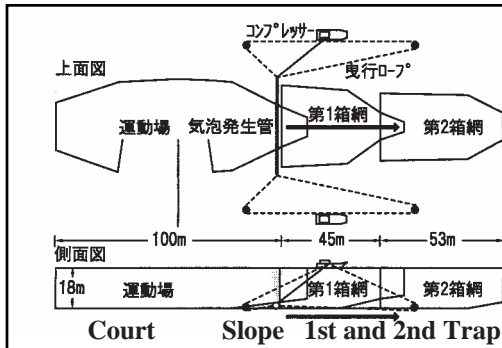 コンプレッサー
上面図
曳行ロープ
運動場 気泡発生管 第1箱網 第2箱網
100m 45m 53m
側面図
18m 運動場 第1箱網 第2箱網
Court Slope 1st and 2nd Trap